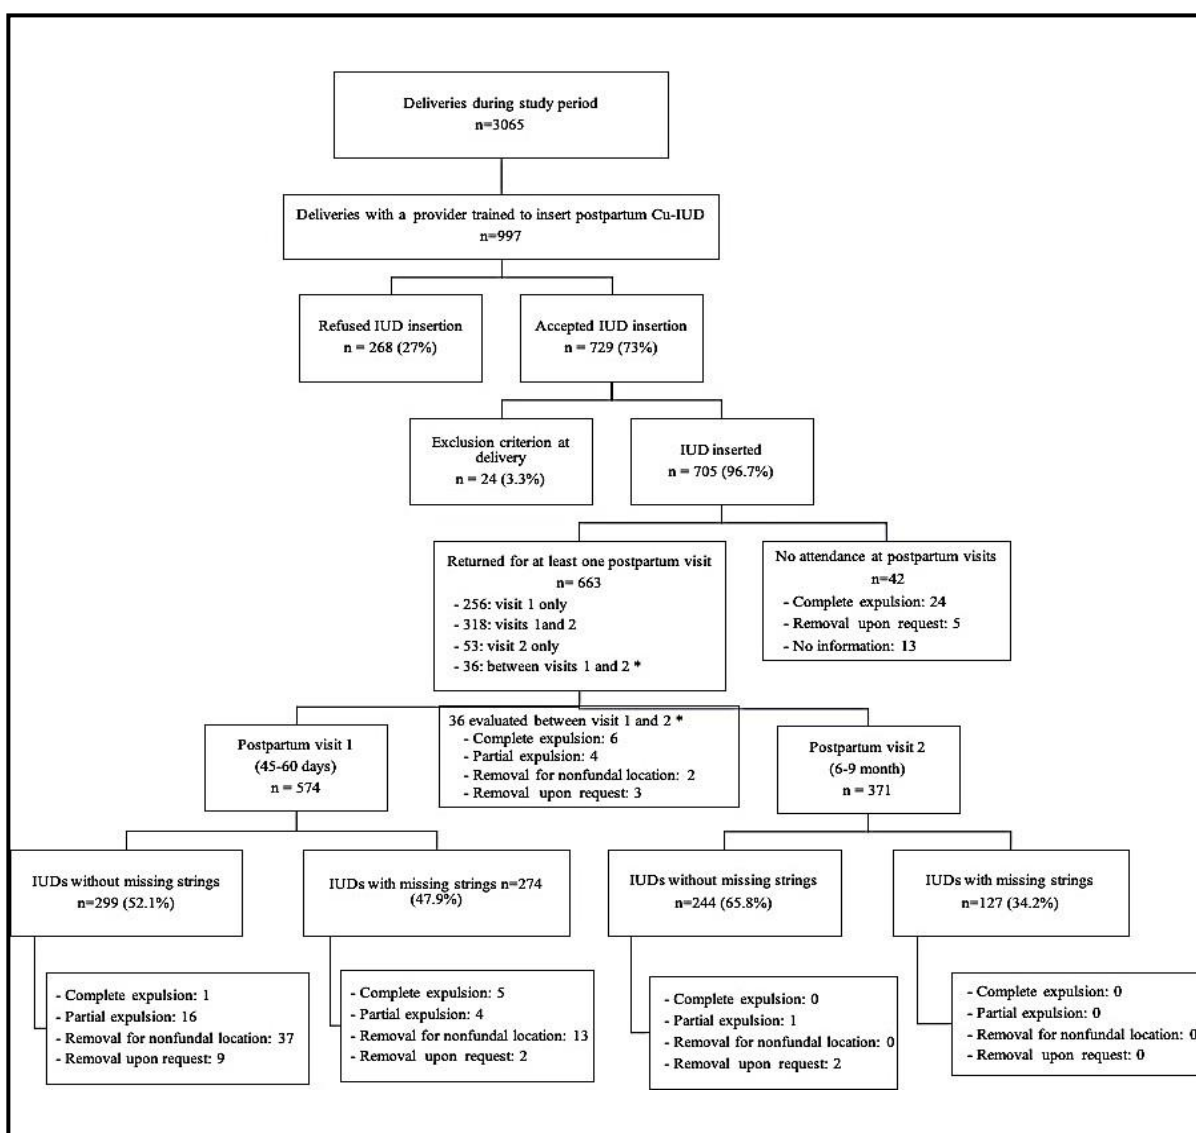 Deliveries during study period
n=3065
Deliveries with a provider trained to insert postpartum Cu-IUD
n=997
Refused IUD insertion
n = 268 (27%)
Accepted IUD insertion
n = 729 (73%)
Exclusion criterion at
delivery
n = 24 (3.3%)
IUD inserted
n = 705 (96.7%)
Returned for at least one postpartum visit
n= 663
- 256: visit 1 only
- 318: visits 1and 2
- 53: visit 2 only
- 36: between visits 1 and 2 *
No attendance at postpartum visits
n=42
- Complete expulsion: 24
- Removal upon request: 5
- No information: 13
36 evaluated between visit 1 and 2 *
- Complete expulsion: 6
- Partial expulsion: 4
- Removal for nonfundal location: 2
- Removal upon request: 3
Postpartum visit 1
(45-60 days)
n = 574
Postpartum visit 2
(6-9 month)
n = 371
IUDs without missing strings
n=299 (52.1%)
IUDs with missing strings n=274
(47.9%)
IUDs without missing strings
n=244 (65.8%)
IUDs with missing strings
n=127 (34.2%)
- Complete expulsion: 1
- Partial expulsion: 16
- Removal for nonfundal location: 37
- Removal upon request: 9
- Complete expulsion: 5
- Partial expulsion: 4
- Removal for nonfundal location: 13
- Removal upon request: 2
- Complete expulsion: 0
- Partial expulsion: 1
- Removal for nonfundal location: 0
- Removal upon request: 2
- Complete expulsion: 0
- Partial expulsion: 0
- Removal for nonfundal location: 0
- Removal upon request: 0